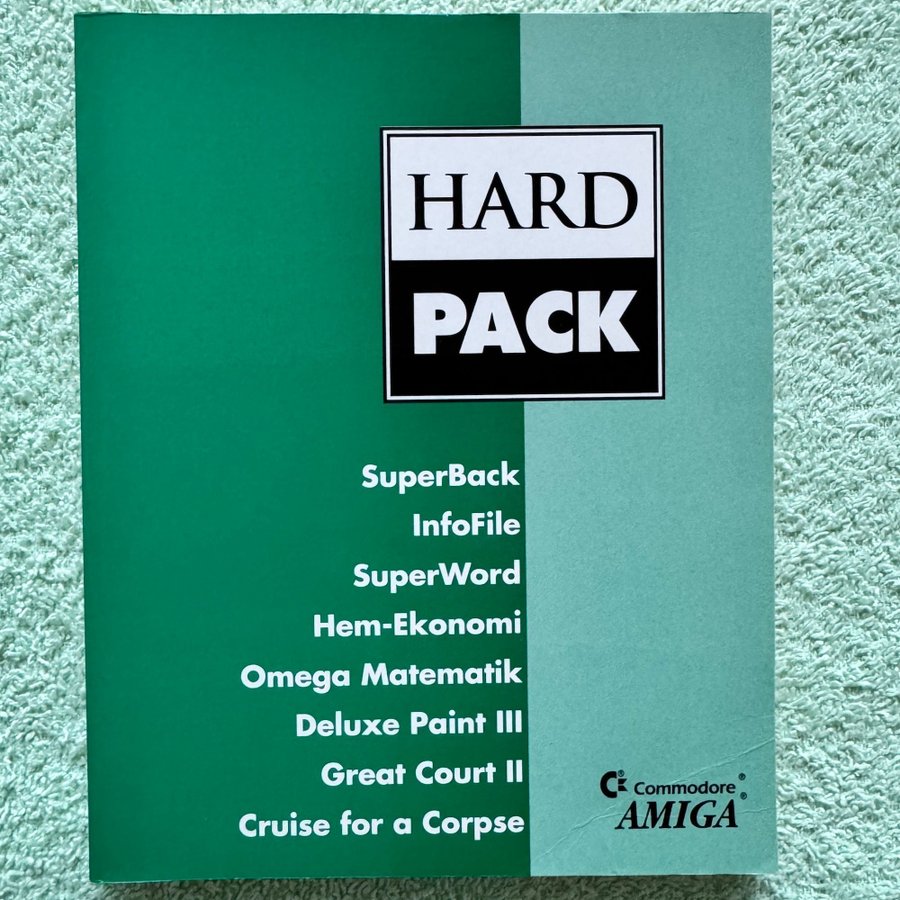 HARD
PACK
SuperBack
InfoFile
SuperWord
Hem-Ekonomi
Omega Matematik
Deluxe Paint III
Great Court II
Cruise for a Corpse
® Commodore®
AMIGA®